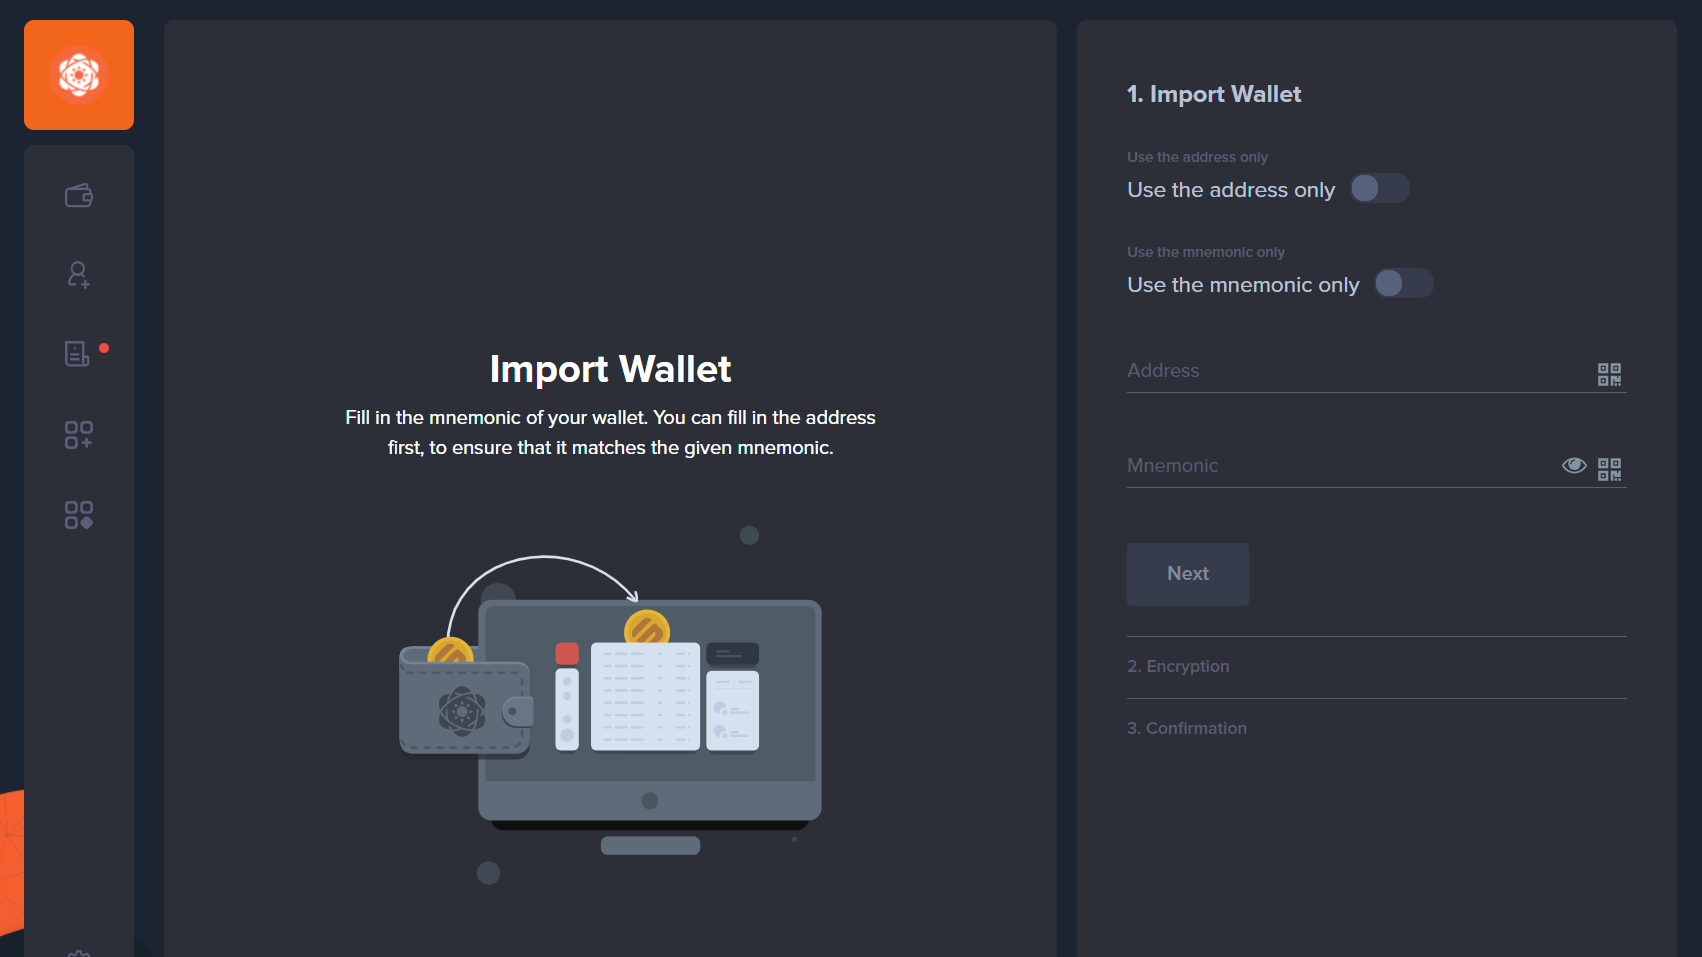 Import Wallet
Fill in the mnemonic of your wallet. You can fill in the address
first, to ensure that it matches the given mnemonic.
1. Import Wallet
Use the address only
Use the address only
Use the mnemonic only
Use the mnemonic only
Address
Mnemonic
Next
2. Encryption
3. Confirmation